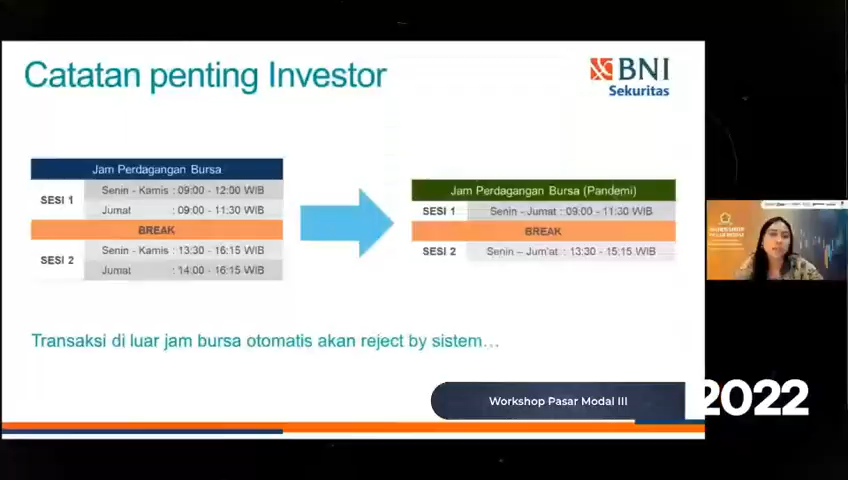 Catatan penting Investor
BNI
Sekuritas
Jam Perdagangan Bursa
SESI 1
Senin - Kamis : 09:00 - 12:00 WIB
Jumat : 09:00 - 11:30 WIB
BREAK
SESI 2
Senin - Kamis : 13:30 - 16:15 WIB
Jumat : 14:00 - 16:15 WIB
Jam Perdagangan Bursa (Pandemi)
SESI 1
Senin - Jumat : 09:00 - 11:30 WIB
BREAK
SESI 2
Senin – Jum'at : 13:30 - 15:15 WIB
Transaksi di luar jam bursa otomatis akan reject by sistem...
WORKSHOP
PASAR MODAL
Workshop Pasar Modal III
2022